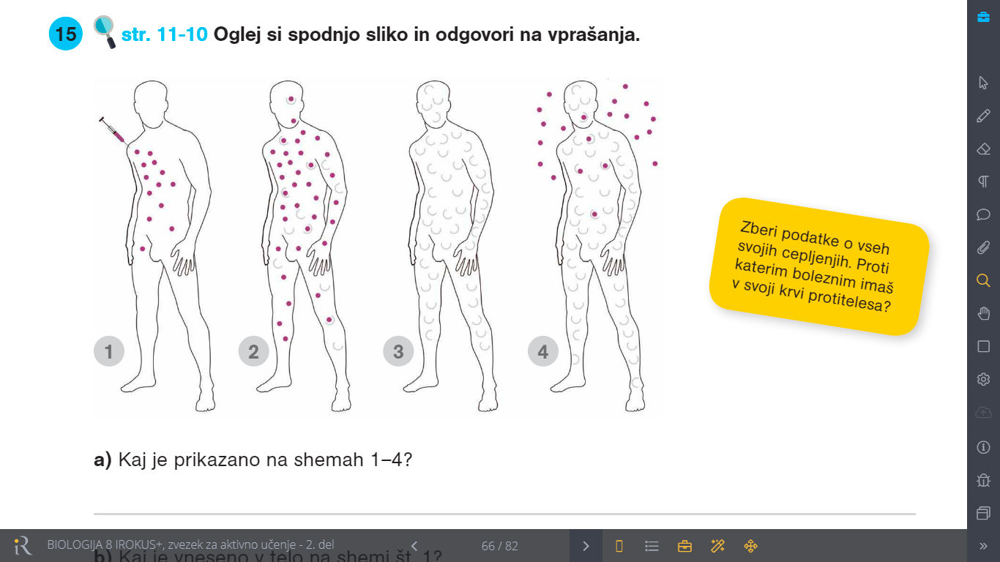 15 str. 11-10 Oglej si spodnjo sliko in odgovori na vprašanja.
1
2
3
4
Zberi podatke o vseh
svojih cepljenjih. Proti
katerim boleznim imaš
v svoji krvi protitelesa?
a) Kaj je prikazano na shemah 1–4?
iR BIOLOGIJA 8 IROKUS+, zvezek za aktivno učenje - 2. del 66 / 82
b) Kaj je vneseno v telo na shemi št. 1?